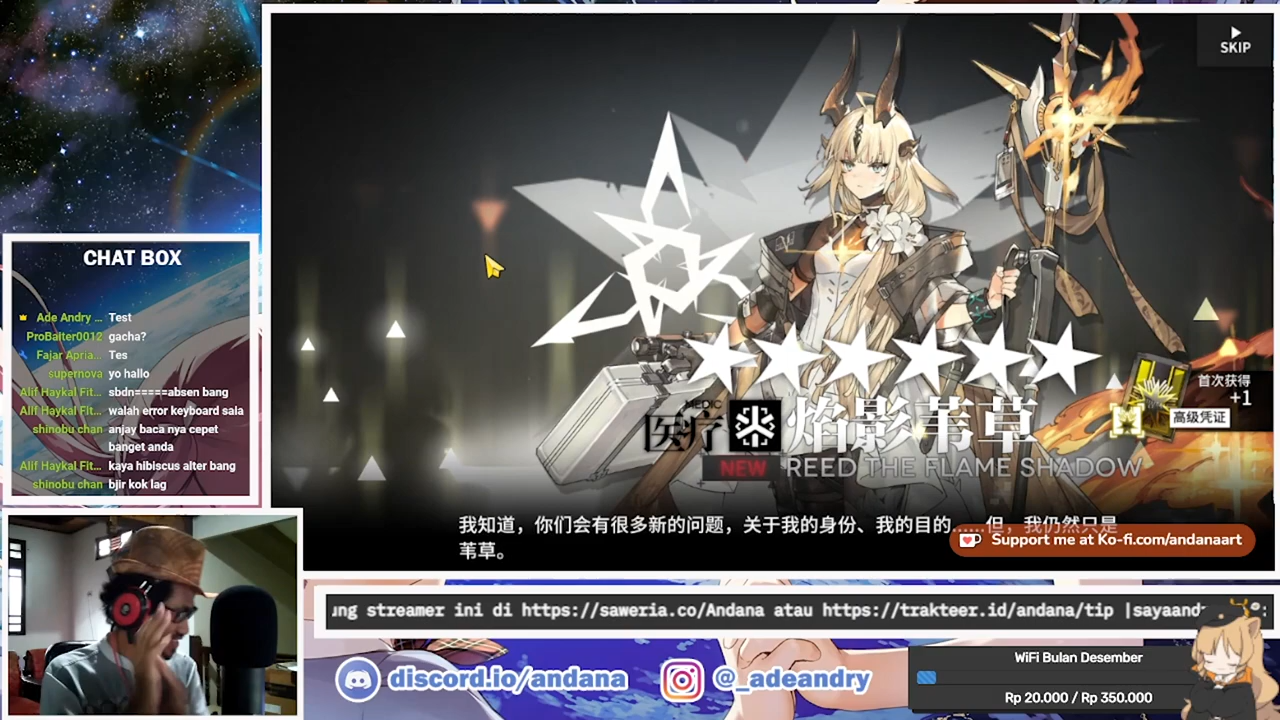 SKIP
CHAT BOX
Ade Andry ... Test
ProBaiter0012 gacha?
Fajar Apria... Tes
supernova yo hallo
Alif Haykal Fit... sbdn=====absen bang
Alif Haykal Fit... walah error keyboard sala
shinobu chan anjay baca nya cepet
banget anda
Alif Haykal Fit... kaya hibiscus alter bang
shinobu chan bjir kok lag
首次获得
+1
高级凭证
MEDIC
医疗
焰影苇草
NEW REED THE FLAME SHADOW
我知道，你们会有很多新的问题，关于我的身份、我的目的......但，我仍然只是
苇草。
Support me at Ko-fi.com/andanaart
ung streamer ini di https://saweria.co/Andana atau https://trakteer.id/andana/tip |sayaand
discord.io/andana @_adeandry
WiFi Bulan Desember
Rp 20.000 / Rp 350.000